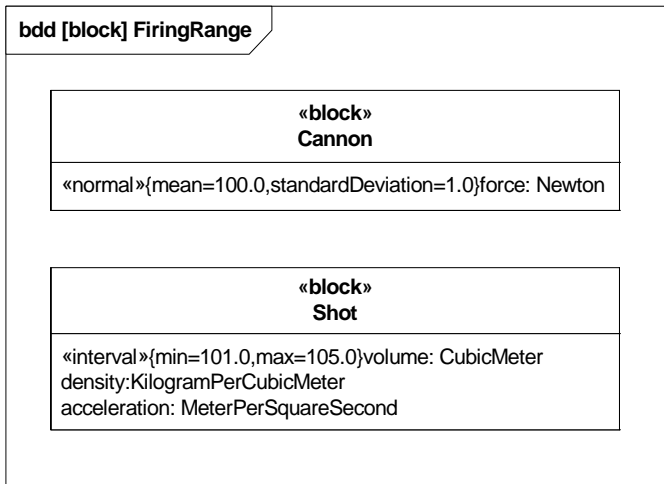 bdd [block] FiringRange
«block»
Cannon
«normal»{mean=100.0,standardDeviation=1.0}force: Newton
«block»
Shot
«interval»{min=101.0,max=105.0}volume: CubicMeter
density:KilogramPerCubicMeter
acceleration: MeterPerSquareSecond